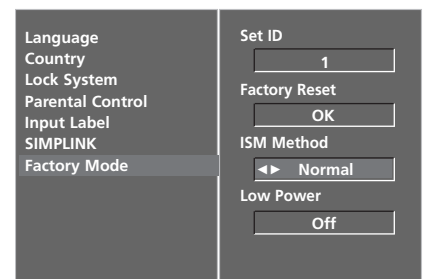 Language
Country
Lock System
Parental Control
Input Label
SIMPLINK
Factory Mode
Set ID
1
Factory Reset
OK
ISM Method
◄► Normal
Low Power
Off